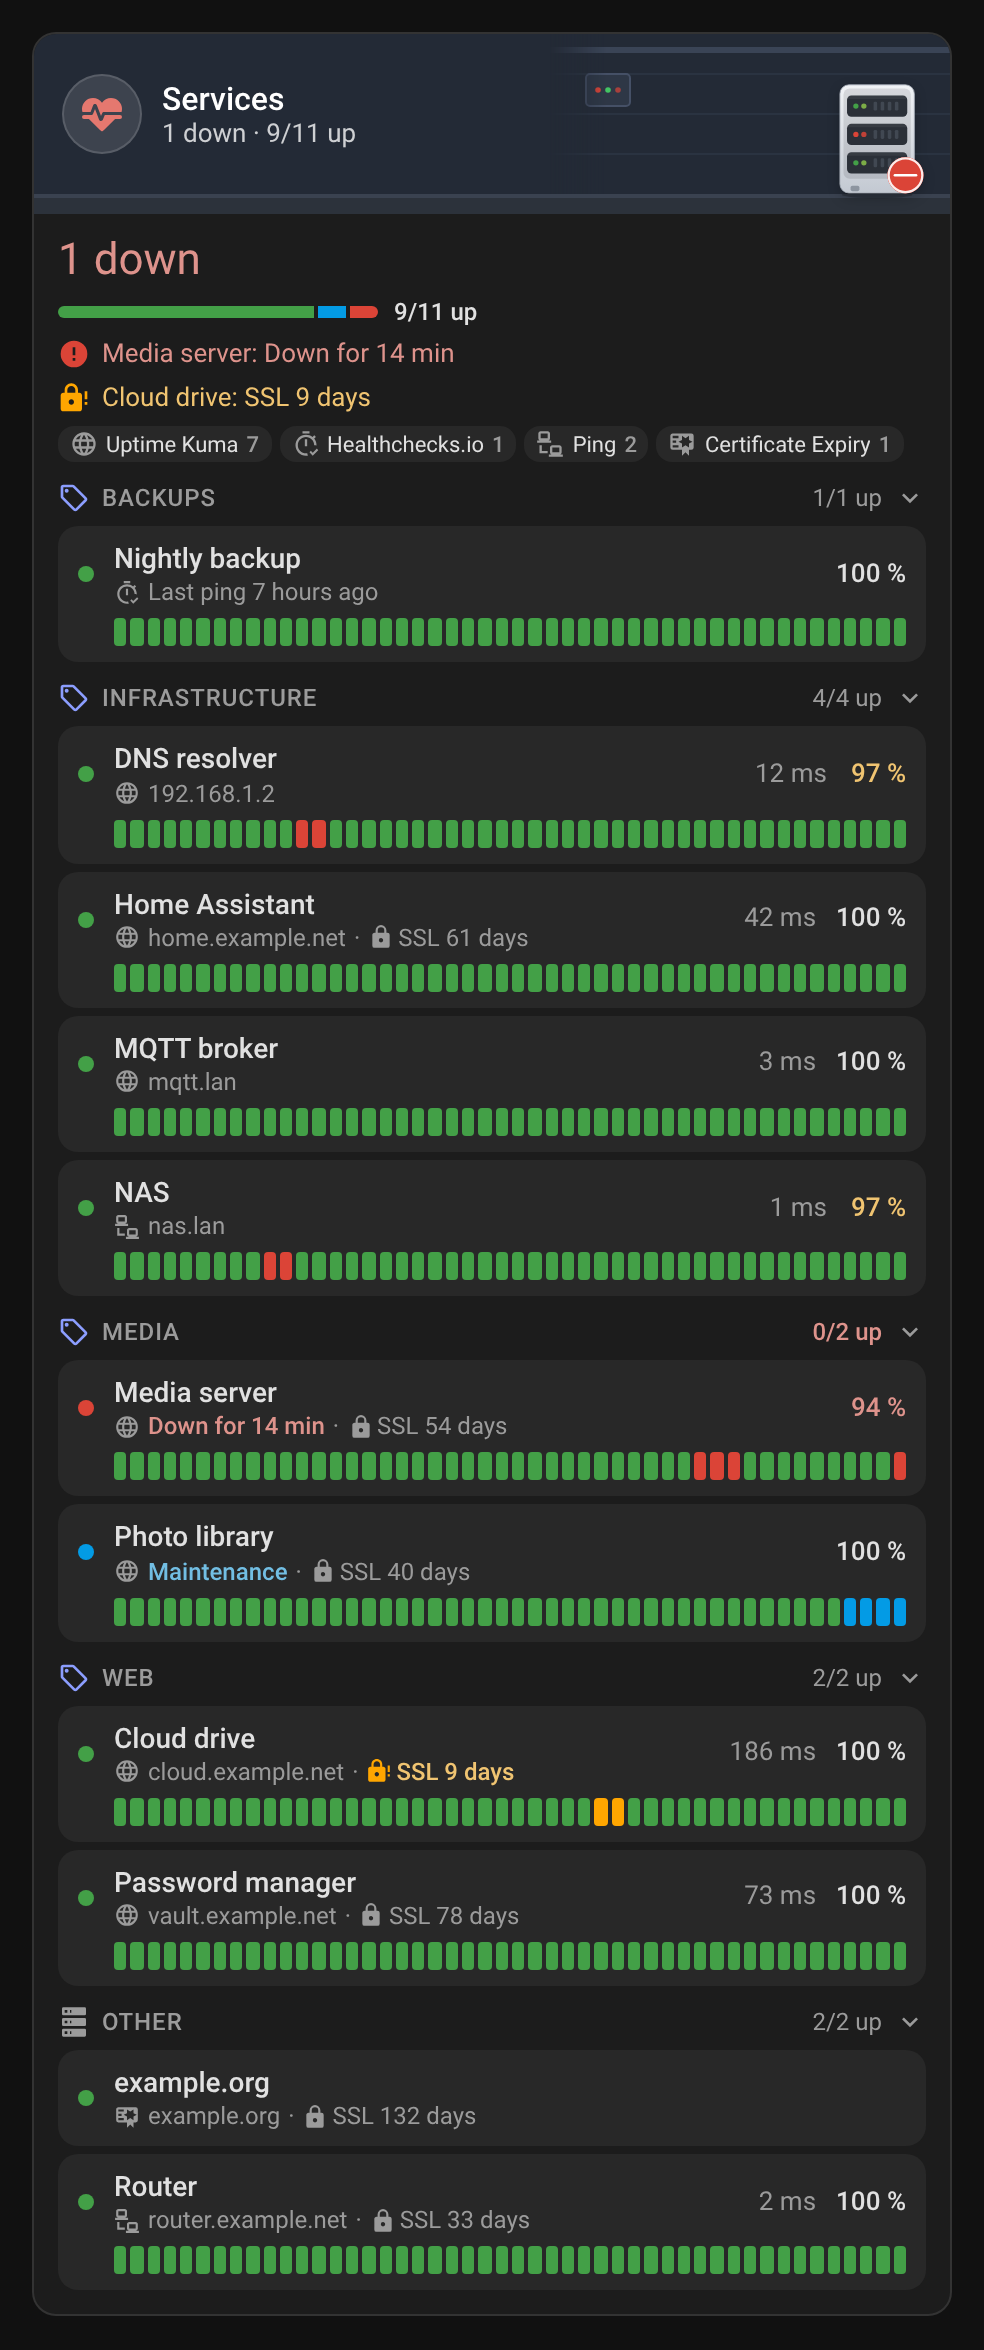 Services
1 down · 9/11 up
1 down
9/11 up
Media server: Down for 14 min
Cloud drive: SSL 9 days
Uptime Kuma 7 Healthchecks.io 1 Ping 2 Certificate Expiry 1
BACKUPS 1/1 up
Nightly backup 100 %
Last ping 7 hours ago
INFRASTRUCTURE 4/4 up
DNS resolver 12 ms 97 %
192.168.1.2
Home Assistant 42 ms 100 %
home.example.net · SSL 61 days
MQTT broker 3 ms 100 %
mqtt.lan
NAS 1 ms 97 %
nas.lan
MEDIA 0/2 up
Media server 94 %
Down for 14 min · SSL 54 days
Photo library 100 %
Maintenance · SSL 40 days
WEB 2/2 up
Cloud drive 186 ms 100 %
cloud.example.net · SSL 9 days
Password manager 73 ms 100 %
vault.example.net · SSL 78 days
OTHER 2/2 up
example.org
example.org · SSL 132 days
Router 2 ms 100 %
router.example.net · SSL 33 days